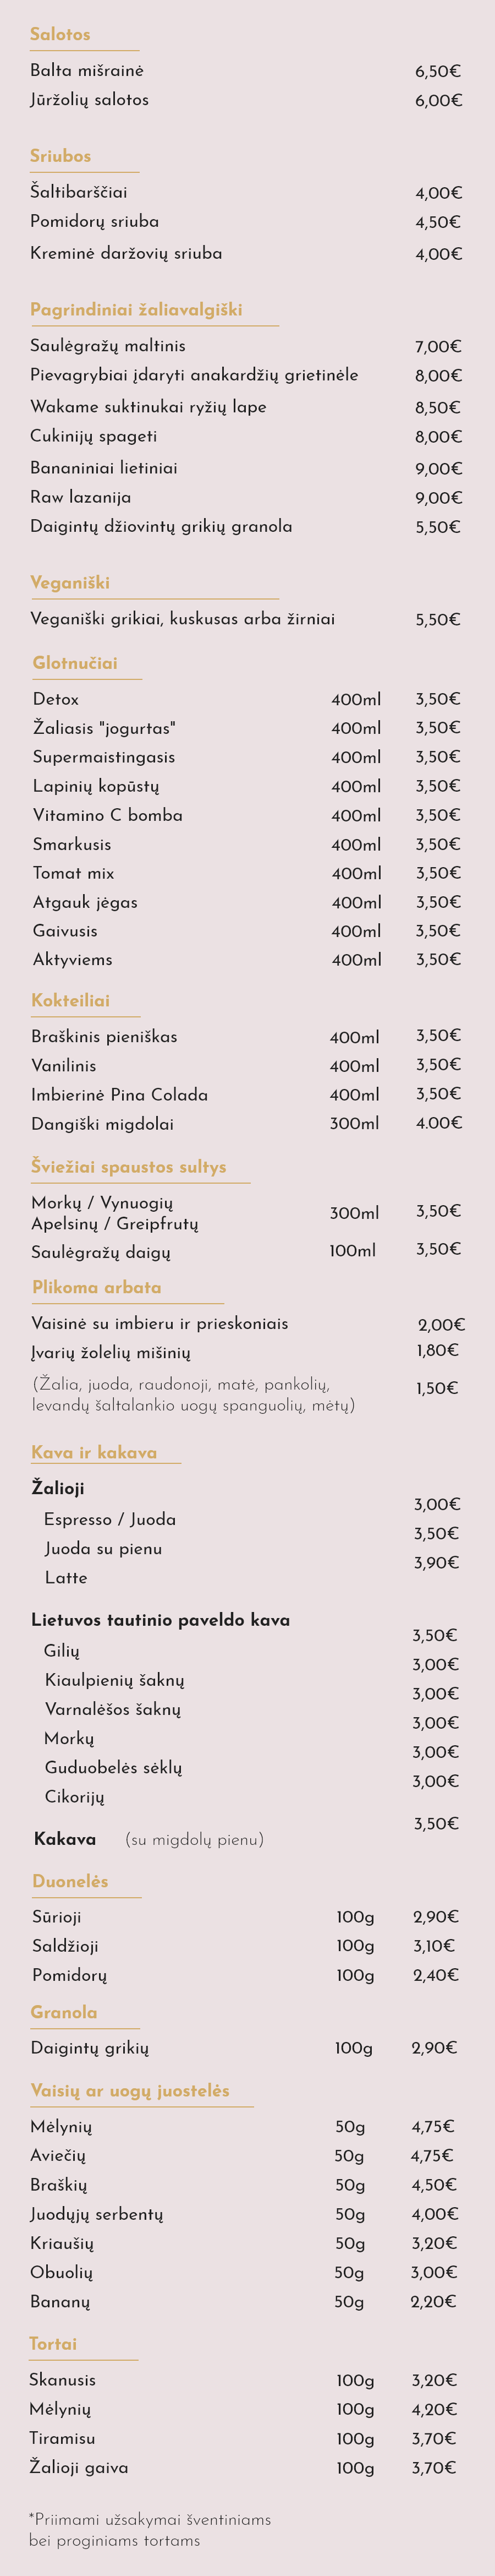 Salotos
Balta mišrainė 6,50€
Jūržolių salotos 6,00€
Sriubos
Šaltibarščiai 4,00€
Pomidorų sriuba 4,50€
Kreminė daržovių sriuba 4,00€
Pagrindiniai žaliavalgiški
Saulėgražų maltinis 7,00€
Pievagrybiai įdaryti anakardžių grietinėle 8,00€
Wakame suktinukai ryžių lape 8,50€
Cukinijų spageti 8,00€
Bananiniai lietiniai 9,00€
Raw lazanija 9,00€
Daigintų džiovintų grikių granola 5,50€
Veganiški
Veganiški grikiai, kuskusas arba žirniai 5,50€
Glotnučiai
Detox 400ml 3,50€
Žaliasis "jogurtas" 400ml 3,50€
Supermaistingasis 400ml 3,50€
Lapinių kopūstų 400ml 3,50€
Vitamino C bomba 400ml 3,50€
Smarkusis 400ml 3,50€
Tomat mix 400ml 3,50€
Atgauk jėgas 400ml 3,50€
Gaivusis 400ml 3,50€
Aktyviems 400ml 3,50€
Kokteiliai
Braškinis pieniškas 400ml 3,50€
Vanilinis 400ml 3,50€
Imbierinė Pina Colada 400ml 3,50€
Dangiški migdolai 300ml 4.00€
Šviežiai spaustos sultys
Morkų / Vynuogių
Apelsinų / Greipfrutų 300ml 3,50€
Saulėgražų daigų 100ml 3,50€
Plikoma arbata
Vaisinė su imbieru ir prieskoniais 2,00€
Įvarių žolelių mišinių 1,80€
(Žalia, juoda, raudonoji, matė, pankolių, 1,50€
levandų šaltalankio uogų spanguolių, mėtų)
Kava ir kakava
Žalioji
Espresso / Juoda 3,00€
Juoda su pienu 3,50€
Latte 3,90€
Lietuvos tautinio paveldo kava
Gilių 3,50€
Kiaulpienių šaknų 3,00€
Varnalėšos šaknų 3,00€
Morkų 3,00€
Guduobelės sėklų 3,00€
Cikorijų 3,00€
Kakava (su migdolų pienu) 3,50€
Duonelės
Sūrioji 100g 2,90€
Saldžioji 100g 3,10€
Pomidorų 100g 2,40€
Granola
Daigintų grikių 100g 2,90€
Vaisių ar uogų juostelės
Mėlynių 50g 4,75€
Aviečių 50g 4,75€
Braškių 50g 4,50€
Juodųjų serbentų 50g 4,00€
Kriaušių 50g 3,20€
Obuolių 50g 3,00€
Bananų 50g 2,20€
Tortai
Skanusis 100g 3,20€
Mėlynių 100g 4,20€
Tiramisu 100g 3,70€
Žalioji gaiva 100g 3,70€
*Priimami užsakymai šventiniams
bei proginiams tortams